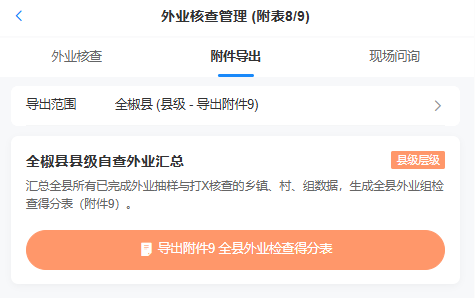 外业核查管理 (附表8/9)
外业核查 附件导出 现场问询
导出范围 全椒县 (县级 - 导出附件9)
全椒县县级自查外业汇总 县级层级
汇总全县所有已完成外业抽样与打X核查的乡镇、村、组数据，生成全县外业组检
查得分表（附件9）。
导出附件9 全县外业检查得分表